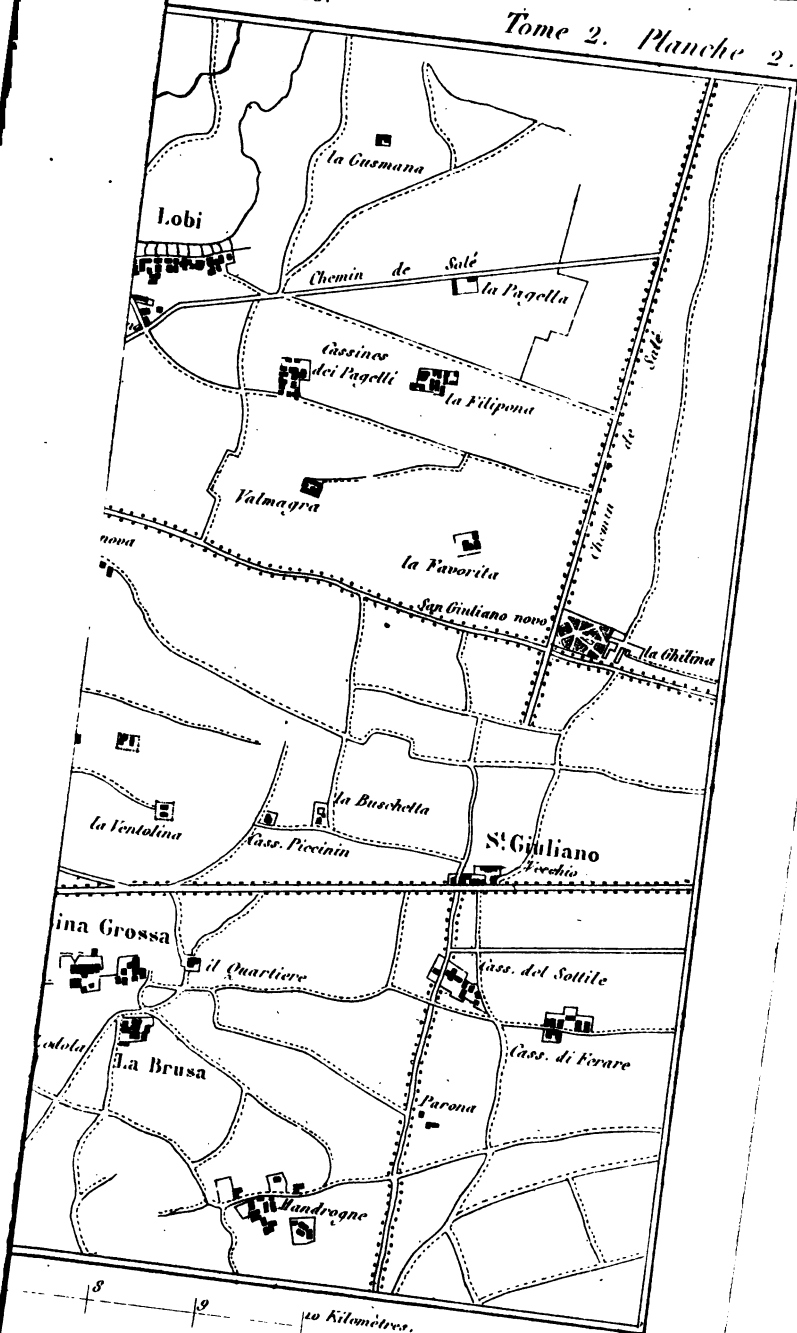 Tome 2. Planche 2.
la Gusmana
Lobi
Chemin de Salé
la Pagella
Cassines
dei Pagelli
la Filipona
Chemin de Salé
Valmagra
la Favorita
nova
San Giuliano novo
la Ghilina
la Buschetta
la Ventolina
Cass. Piccinin
St. Giuliano
Vecchio
ina Grossa
il Quartiere
Cass. del Sottile
odola
La Brusa
Cass. di Ferare
Parona
Mandrogne
8
9
10 Kilomètres.